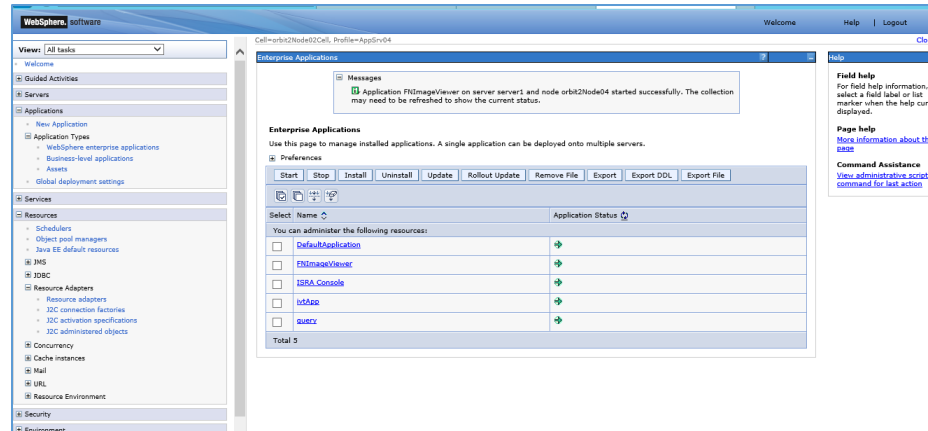 WebSphere. software
Welcome
Help | Logout
View: All tasks
Welcome
Guided Activities
Servers
Applications
New Application
Application Types
WebSphere enterprise applications
Business-level applications
Assets
Global deployment settings
Services
Resources
Schedulers
Object pool managers
Java EE default resources
JMS
JDBC
Resource Adapters
Resource adapters
J2C connection factories
J2C activation specifications
J2C administered objects
Concurrency
Cache instances
Mail
URL
Resource Environment
Security
Environment
Cell=orbit2Node02Cell, Profile=AppSrv04
Clo
Enterprise Applications
?
Messages
Application FNImageViewer on server server1 and node orbit2Node04 started successfully. The collection
may need to be refreshed to show the current status.
Enterprise Applications
Use this page to manage installed applications. A single application can be deployed onto multiple servers.
Preferences
Start Stop Install Uninstall Update Rollout Update Remove File Export Export DDL Export File
Select Name Application Status
You can administer the following resources:
DefaultApplication
FNImageViewer
ISRA Console
ivtApp
query
Total 5
Help
Field help
For field help information,
select a field label or list
marker when the help cur
displayed.
Page help
More information about th
page
Command Assistance
View administrative script
command for last action